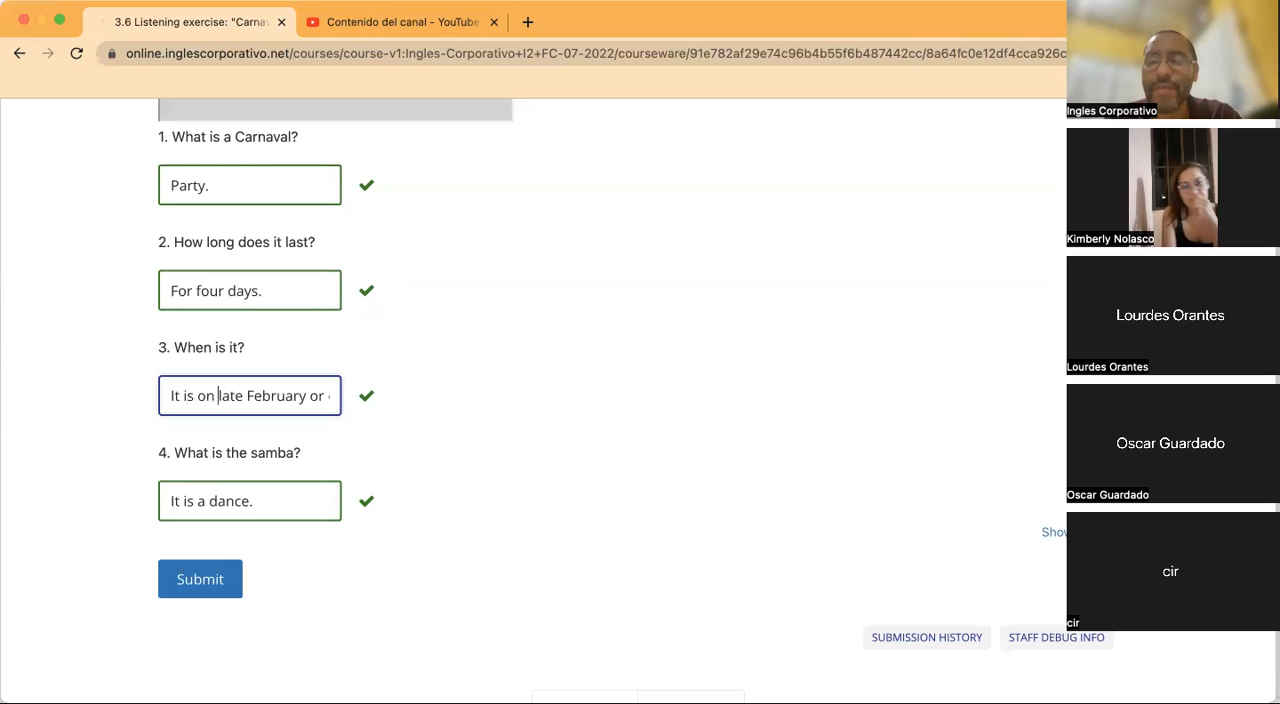 3.6 Listening exercise: "Carnav
Contenido del canal - YouTube
online.inglescorporativo.net/courses/course-v1:Ingles-Corporativo+I2+FC-07-2022/courseware/91e782af29e74c96b4b55f6b487442cc/8a64fc0e12df4cca926c
1. What is a Carnaval?
Party.
2. How long does it last?
For four days.
3. When is it?
It is on late February or
4. What is the samba?
It is a dance.
Show
Submit
SUBMISSION HISTORY
STAFF DEBUG INFO
Ingles Corporativo
Kimberly Nolasco
Lourdes Orantes
Lourdes Orantes
Oscar Guardado
Oscar Guardado
cir
cir